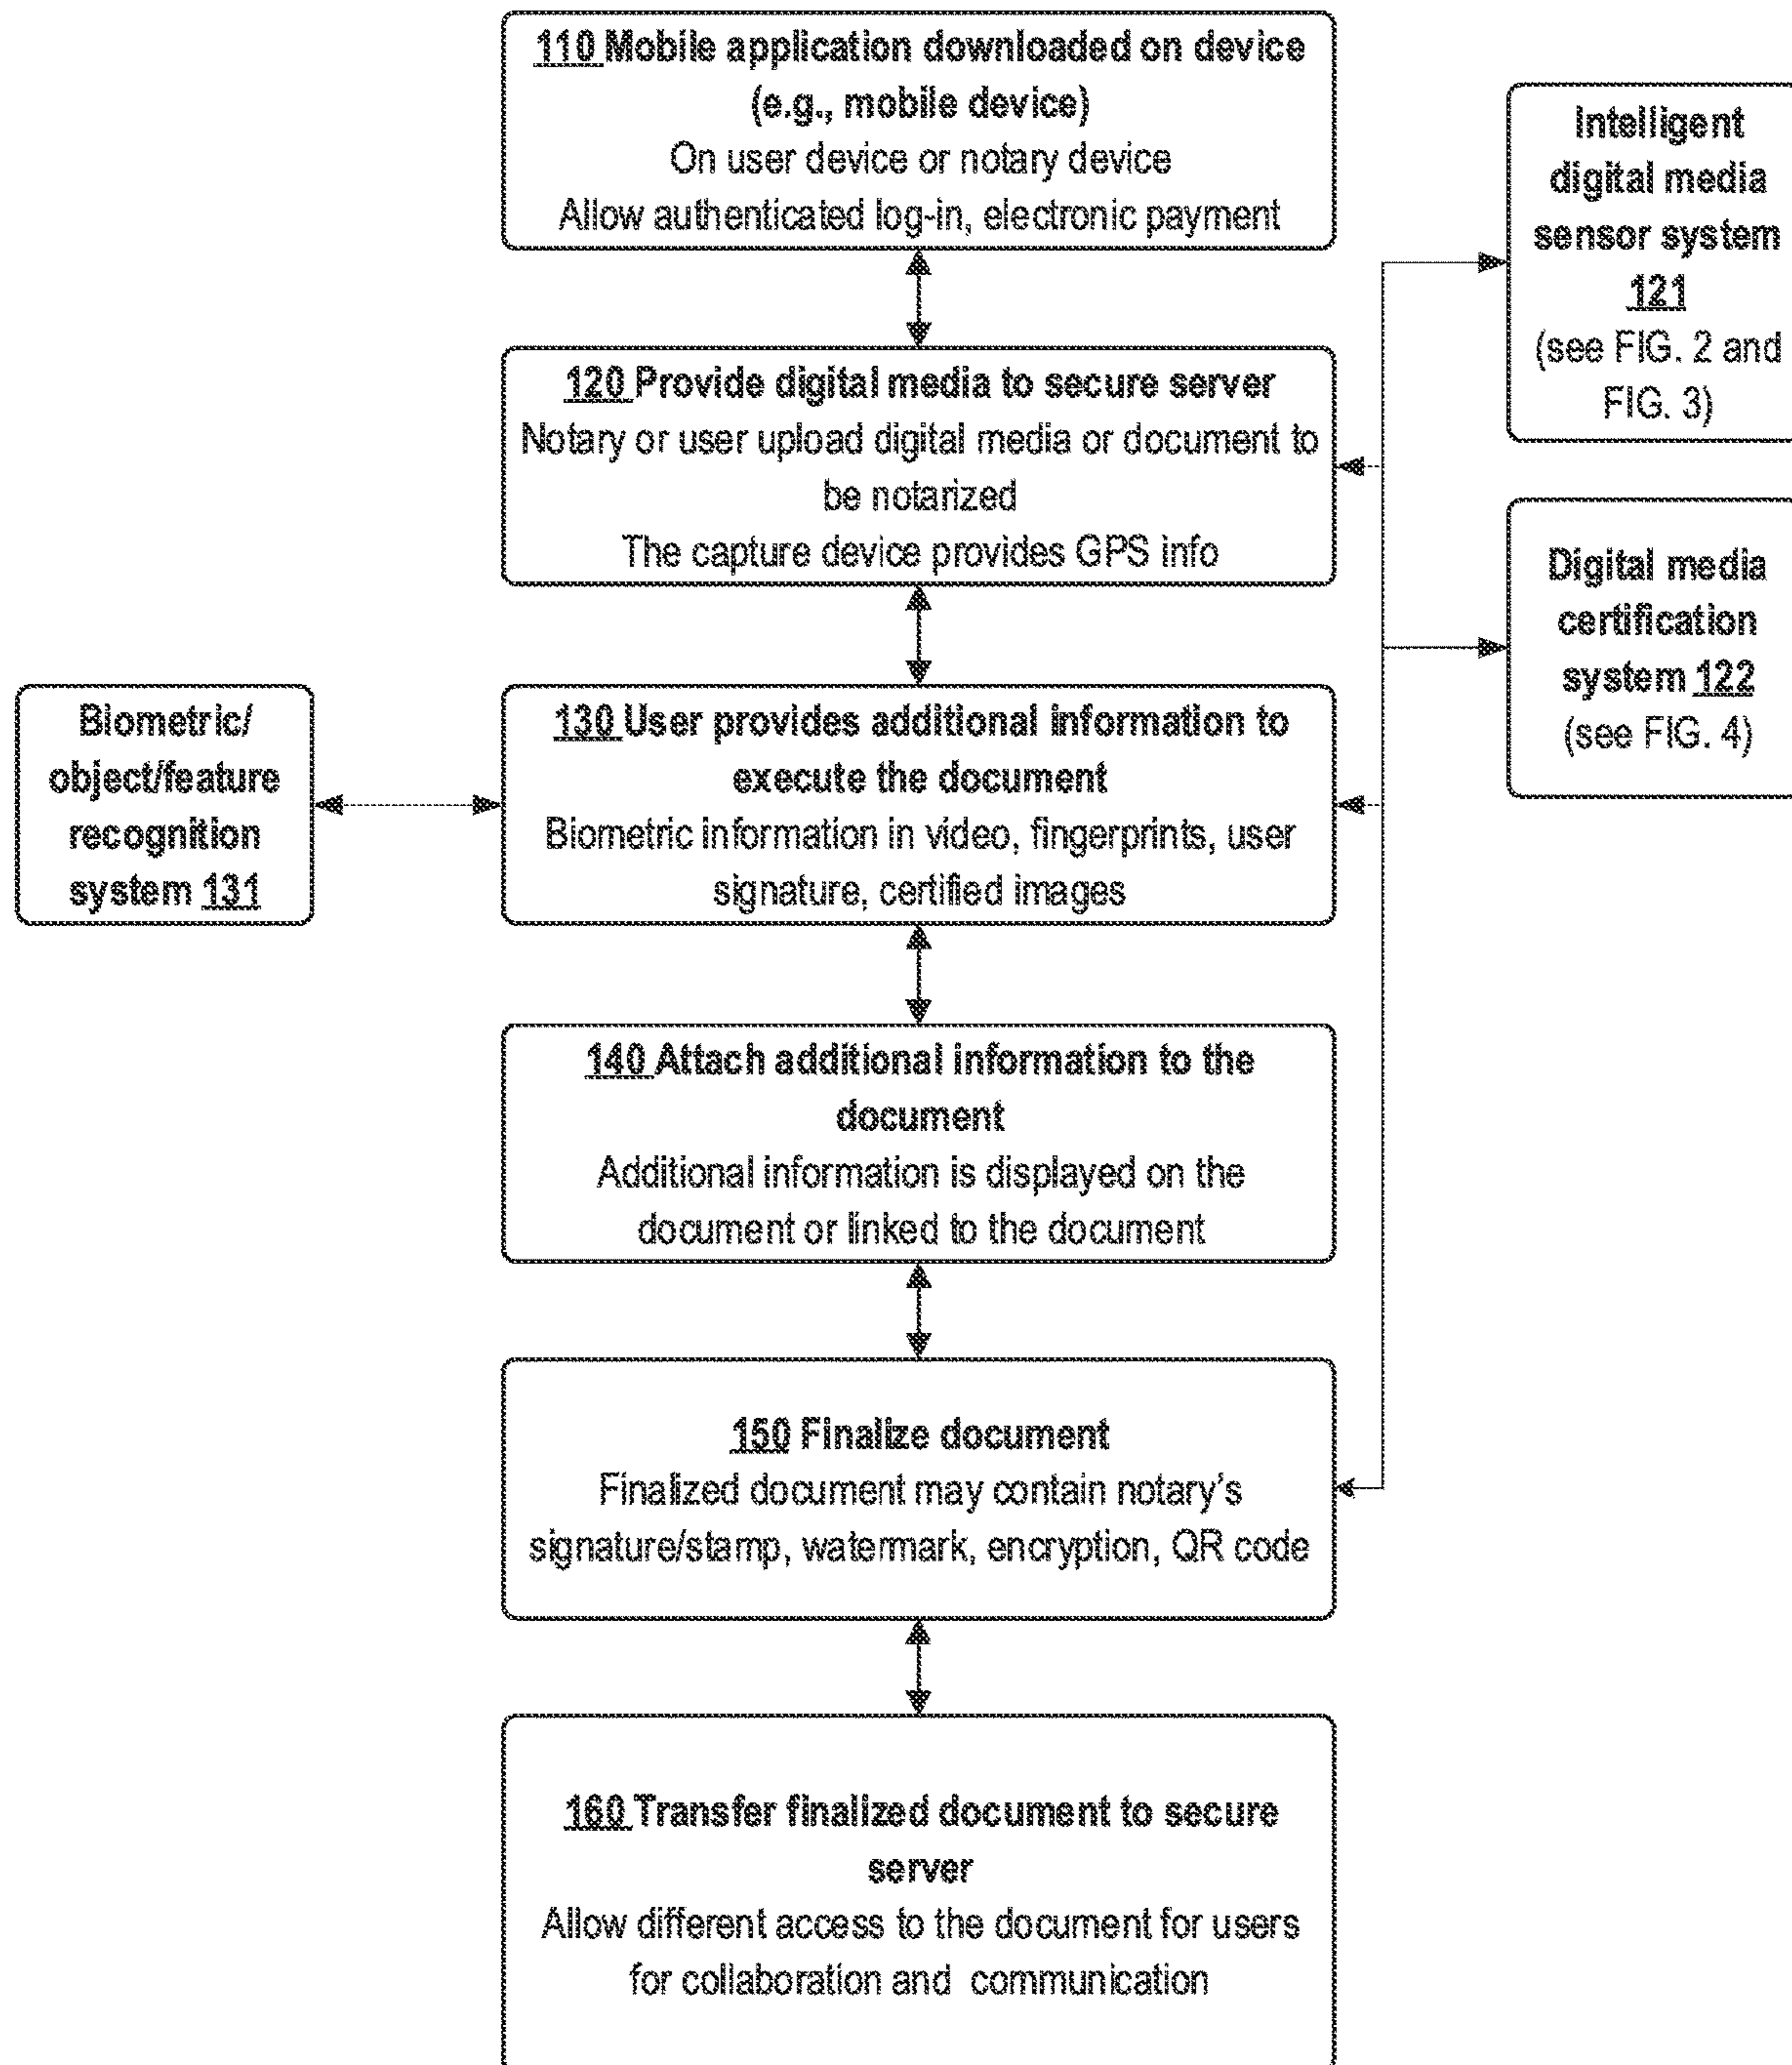 110 Mobile application downloaded on device
(e.g., mobile device)
On user device or notary device
Allow authenticated log-in, electronic payment
Intelligent
digital media
sensor system
121
(see FIG. 2 and
FIG. 3)
120 Provide digital media to secure server
Notary or user upload digital media or document to
be notarized
The capture device provides GPS info
Digital media
certification
system 122
(see FIG. 4)
Biometric/
object/feature
recognition
system 131
130 User provides additional information to
execute the document
Biometric information in video, fingerprints, user
signature, certified images
140 Attach additional information to the
document
Additional information is displayed on the
document or linked to the document
150 Finalize document
Finalized document may contain notary's
signature/stamp, watermark, encryption, QR code
160 Transfer finalized document to secure
server
Allow different access to the document for users
for collaboration and communication